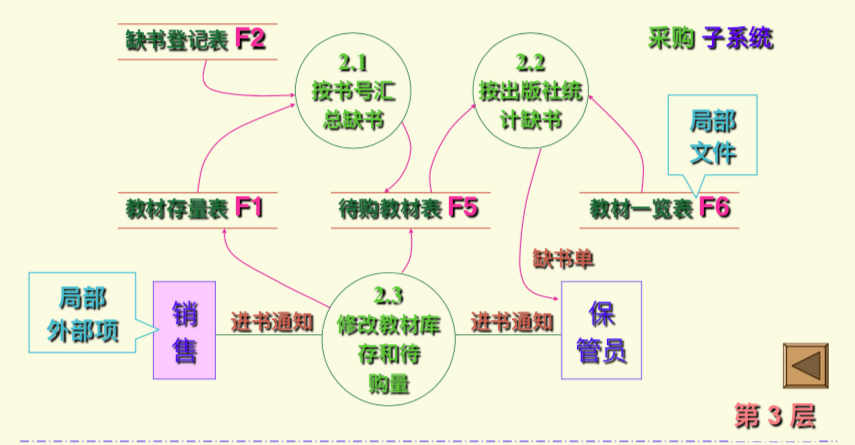 缺书登记表 F2
采购 子系统
2.1
按书号汇
总缺书
2.2
按出版社统
计缺书
局部
文件
教材存量表 F1
待购教材表 F5
教材一览表 F6
缺书单
局部
外部项
销
售
进书通知
2.3
修改教材库
存和待
购量
进书通知
保
管员
第 3 层